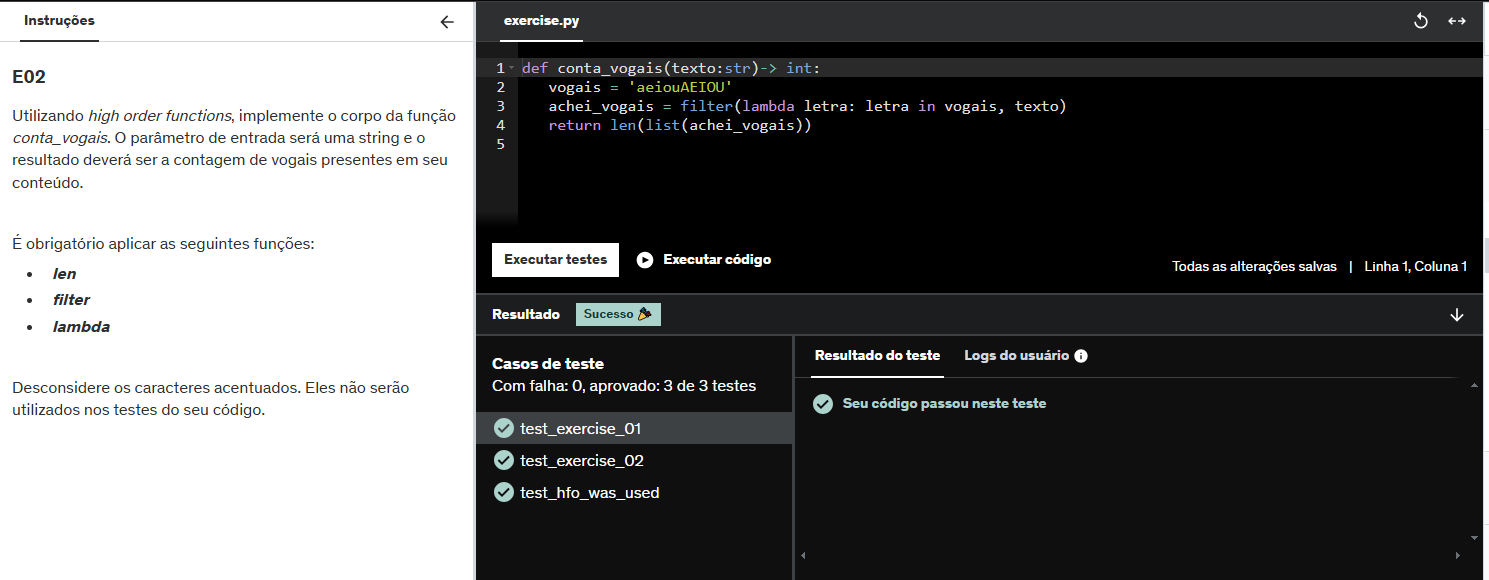 Instruções
E02
Utilizando high order functions, implemente o corpo da função
conta_vogais. O parâmetro de entrada será uma string e o
resultado deverá ser a contagem de vogais presentes em seu
conteúdo.
É obrigatório aplicar as seguintes funções:
• len
• filter
• lambda
Desconsidere os caracteres acentuados. Eles não serão
utilizados nos testes do seu código.
exercise.py
1 def conta_vogais(texto:str)-> int:
2 vogais = 'aeiouAEIOU'
3 achei_vogais = filter(lambda letra: letra in vogais, texto)
4 return len(list(achei_vogais))
5
Executar testes Executar código
Todas as alterações salvas | Linha 1, Coluna 1
Resultado Sucesso
Casos de teste
Com falha: 0, aprovado: 3 de 3 testes
test_exercise_01
test_exercise_02
test_hfo_was_used
Resultado do teste Logs do usuário
Seu código passou neste teste